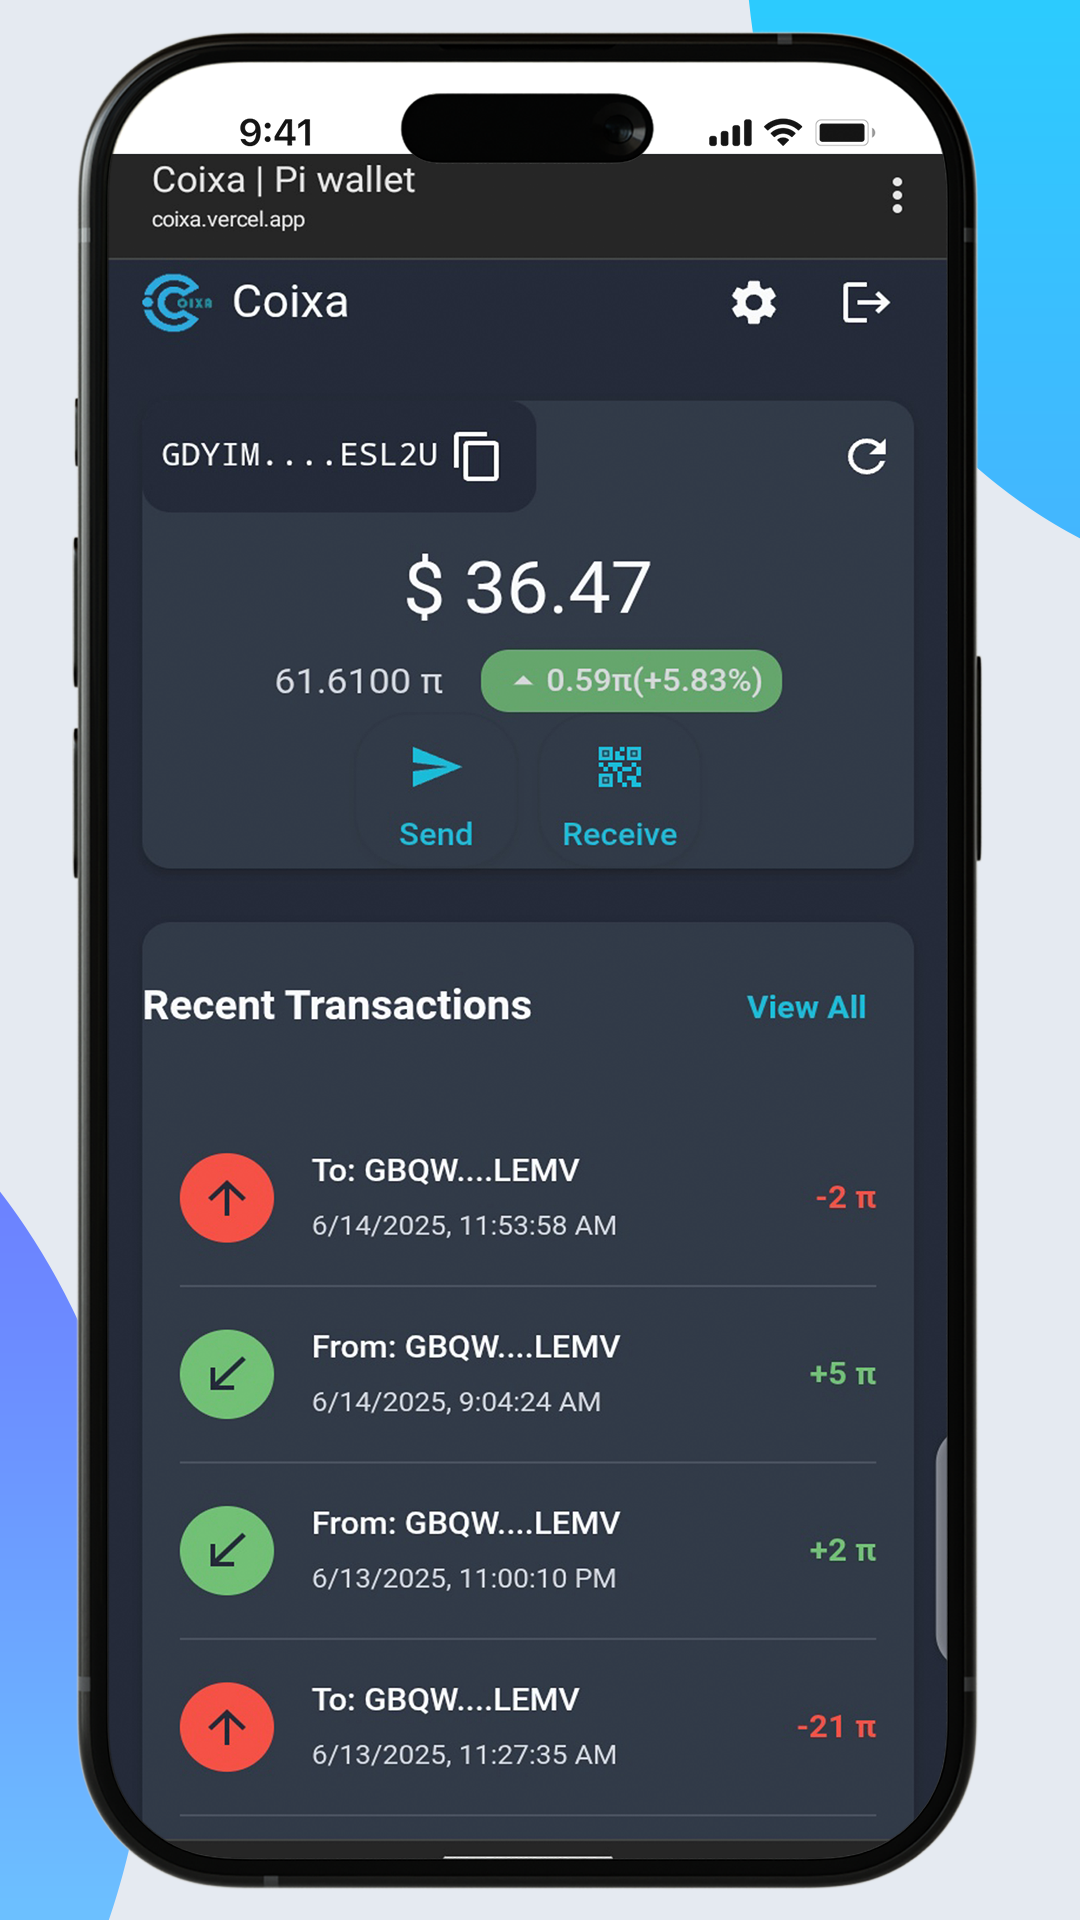 9:41
Coixa | Pi wallet
coixa.vercel.app
COIXA Coixa
GDYIM....ESL2U
$ 36.47
61.6100 π 0.59π(+5.83%)
Send Receive
Recent Transactions View All
To: GBQW....LEMV
-2 π
6/14/2025, 11:53:58 AM
From: GBQW....LEMV
+5 π
6/14/2025, 9:04:24 AM
From: GBQW....LEMV
+2 π
6/13/2025, 11:00:10 PM
To: GBQW....LEMV
-21 π
6/13/2025, 11:27:35 AM